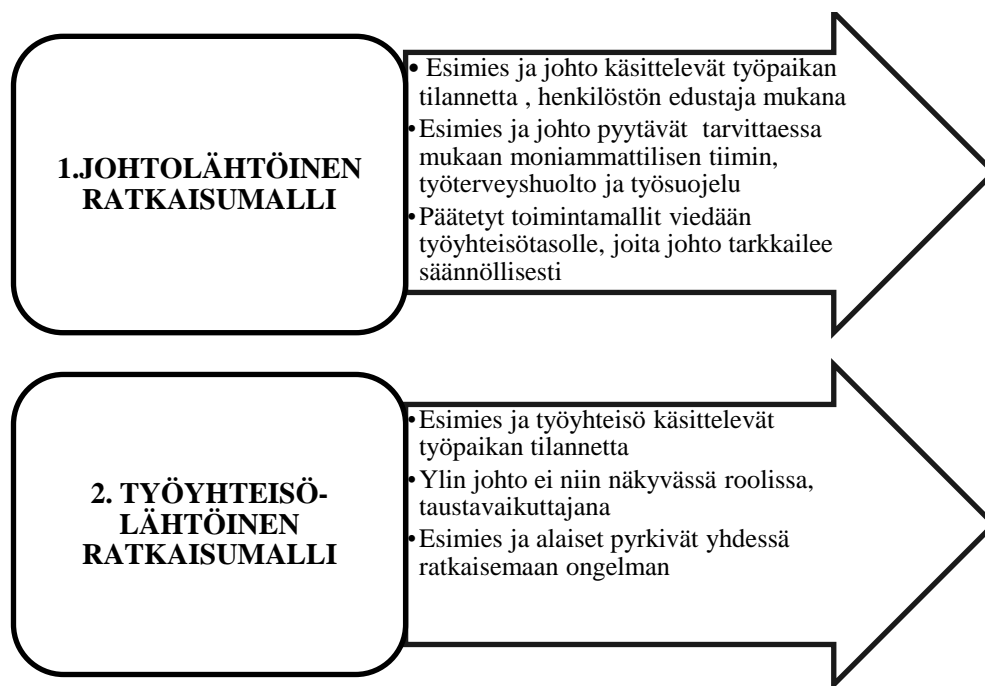 1.JOHTOLÄHTÖINEN
RATKAISUMALLI
• Esimies ja johto käsittelevät työpaikan
tilannetta , henkilöstön edustaja mukana
•Esimies ja johto pyytävät tarvittaessa
mukaan moniammattilisen tiimin,
työterveyshuolto ja työsuojelu
•Päätetyt toimintamallit viedään
työyhteisötasolle, joita johto tarkkailee
säännöllisesti
2. TYÖYHTEISÖ-
LÄHTÖINEN
RATKAISUMALLI
•Esimies ja työyhteisö käsittelevät
työpaikan tilannetta
•Ylin johto ei niin näkyvässä roolissa,
taustavaikuttajana
•Esimies ja alaiset pyrkivät yhdessä
ratkaisemaan ongelman